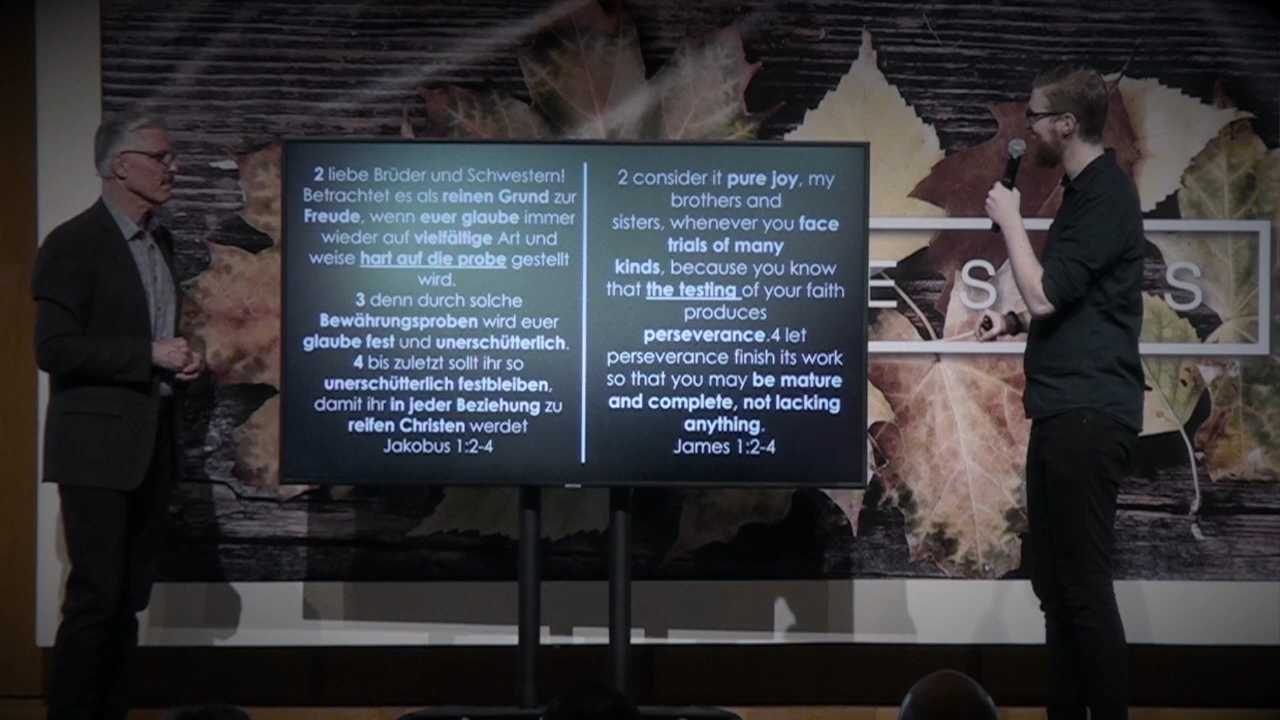 2 liebe Brüder und Schwestern!
Betrachtet es als reinen Grund zur
Freude, wenn euer glaube immer
wieder auf vielfältige Art und
weise hart auf die probe gestellt
wird.
3 denn durch solche
Bewährungsproben wird euer
glaube fest und unerschütterlich.
4 bis zuletzt sollt ihr so
unerschütterlich festbleiben,
damit ihr in jeder Beziehung zu
reifen Christen werdet
Jakobus 1:2-4
2 consider it pure joy, my
brothers and
sisters, whenever you face
trials of many
kinds, because you know
that the testing of your faith
produces
perseverance.4 let
perseverance finish its work
so that you may be mature
and complete, not lacking
anything.
James 1:2-4
E S S